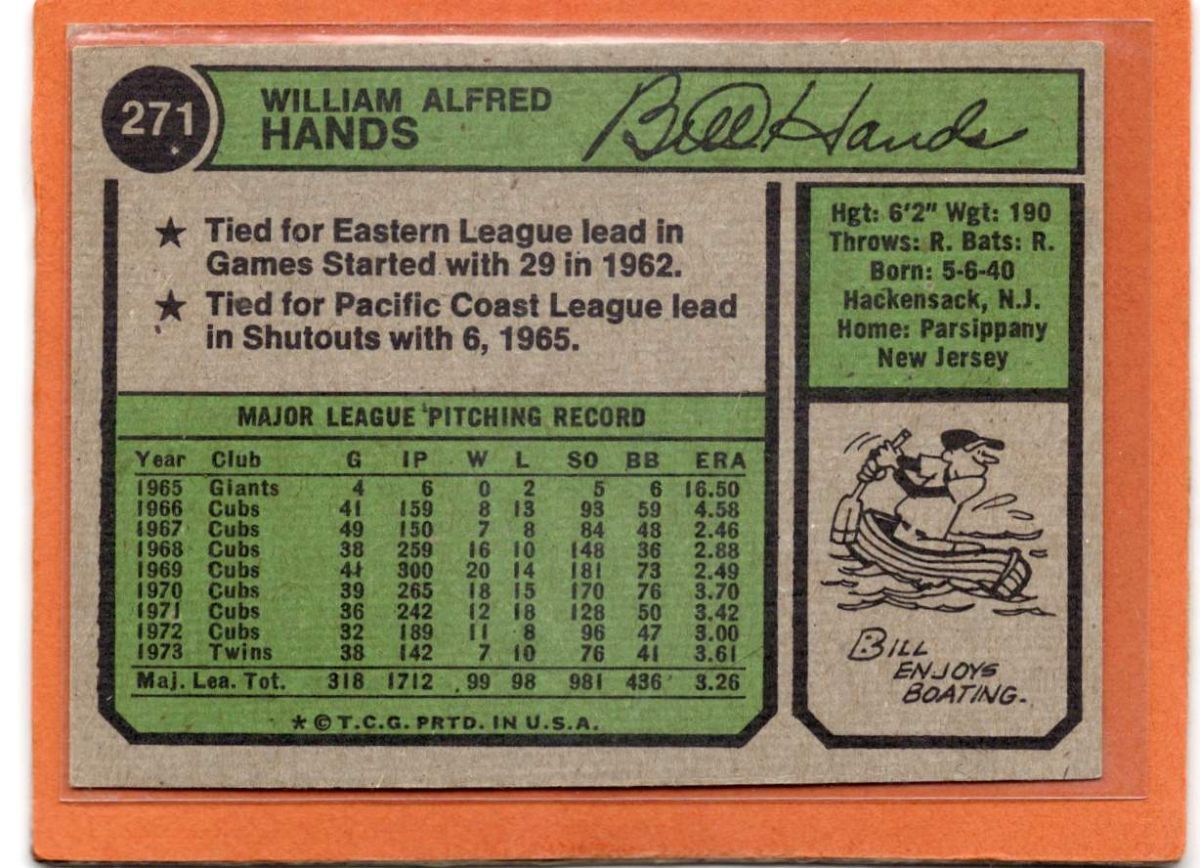 271
WILLIAM ALFRED
HANDS
Bill Hands
★ Tied for Eastern League lead in
Games Started with 29 in 1962.
★ Tied for Pacific Coast League lead
in Shutouts with 6, 1965.
Hgt: 6'2" Wgt: 190
Throws: R. Bats: R.
Born: 5-6-40
Hackensack, N.J.
Home: Parsippany
New Jersey
MAJOR LEAGUE PITCHING RECORD
Year Club G IP W L SO BB ERA
1965 Giants 4 6 0 2 5 6 16.50
1966 Cubs 41 159 8 13 93 59 4.58
1967 Cubs 49 150 7 8 84 48 2.46
1968 Cubs 38 259 16 10 148 36 2.88
1969 Cubs 41 300 20 14 181 73 2.49
1970 Cubs 39 265 18 15 170 76 3.70
1971 Cubs 36 242 12 18 128 50 3.42
1972 Cubs 32 189 11 8 96 47 3.00
1973 Twins 38 142 7 10 76 41 3.61
Maj. Lea. Tot. 318 1712 99 98 981 436 3.26
* © T.C.G. PRTD. IN U.S.A.
BILL
ENJOYS
BOATING.